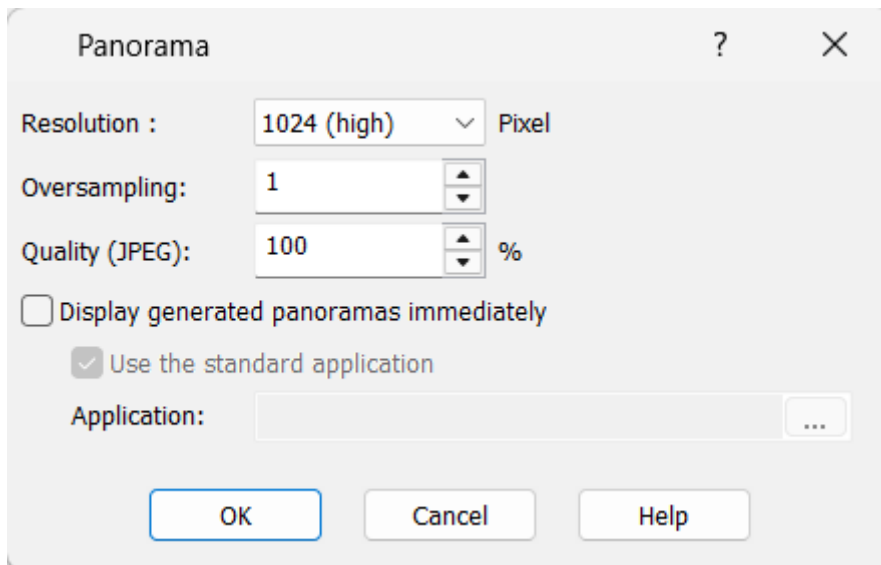 Panorama ?
Resolution : 1024 (high) Pixel
Oversampling: 1
Quality (JPEG): 100 %
Display generated panoramas immediately
Use the standard application
Application: ...
OK Cancel Help